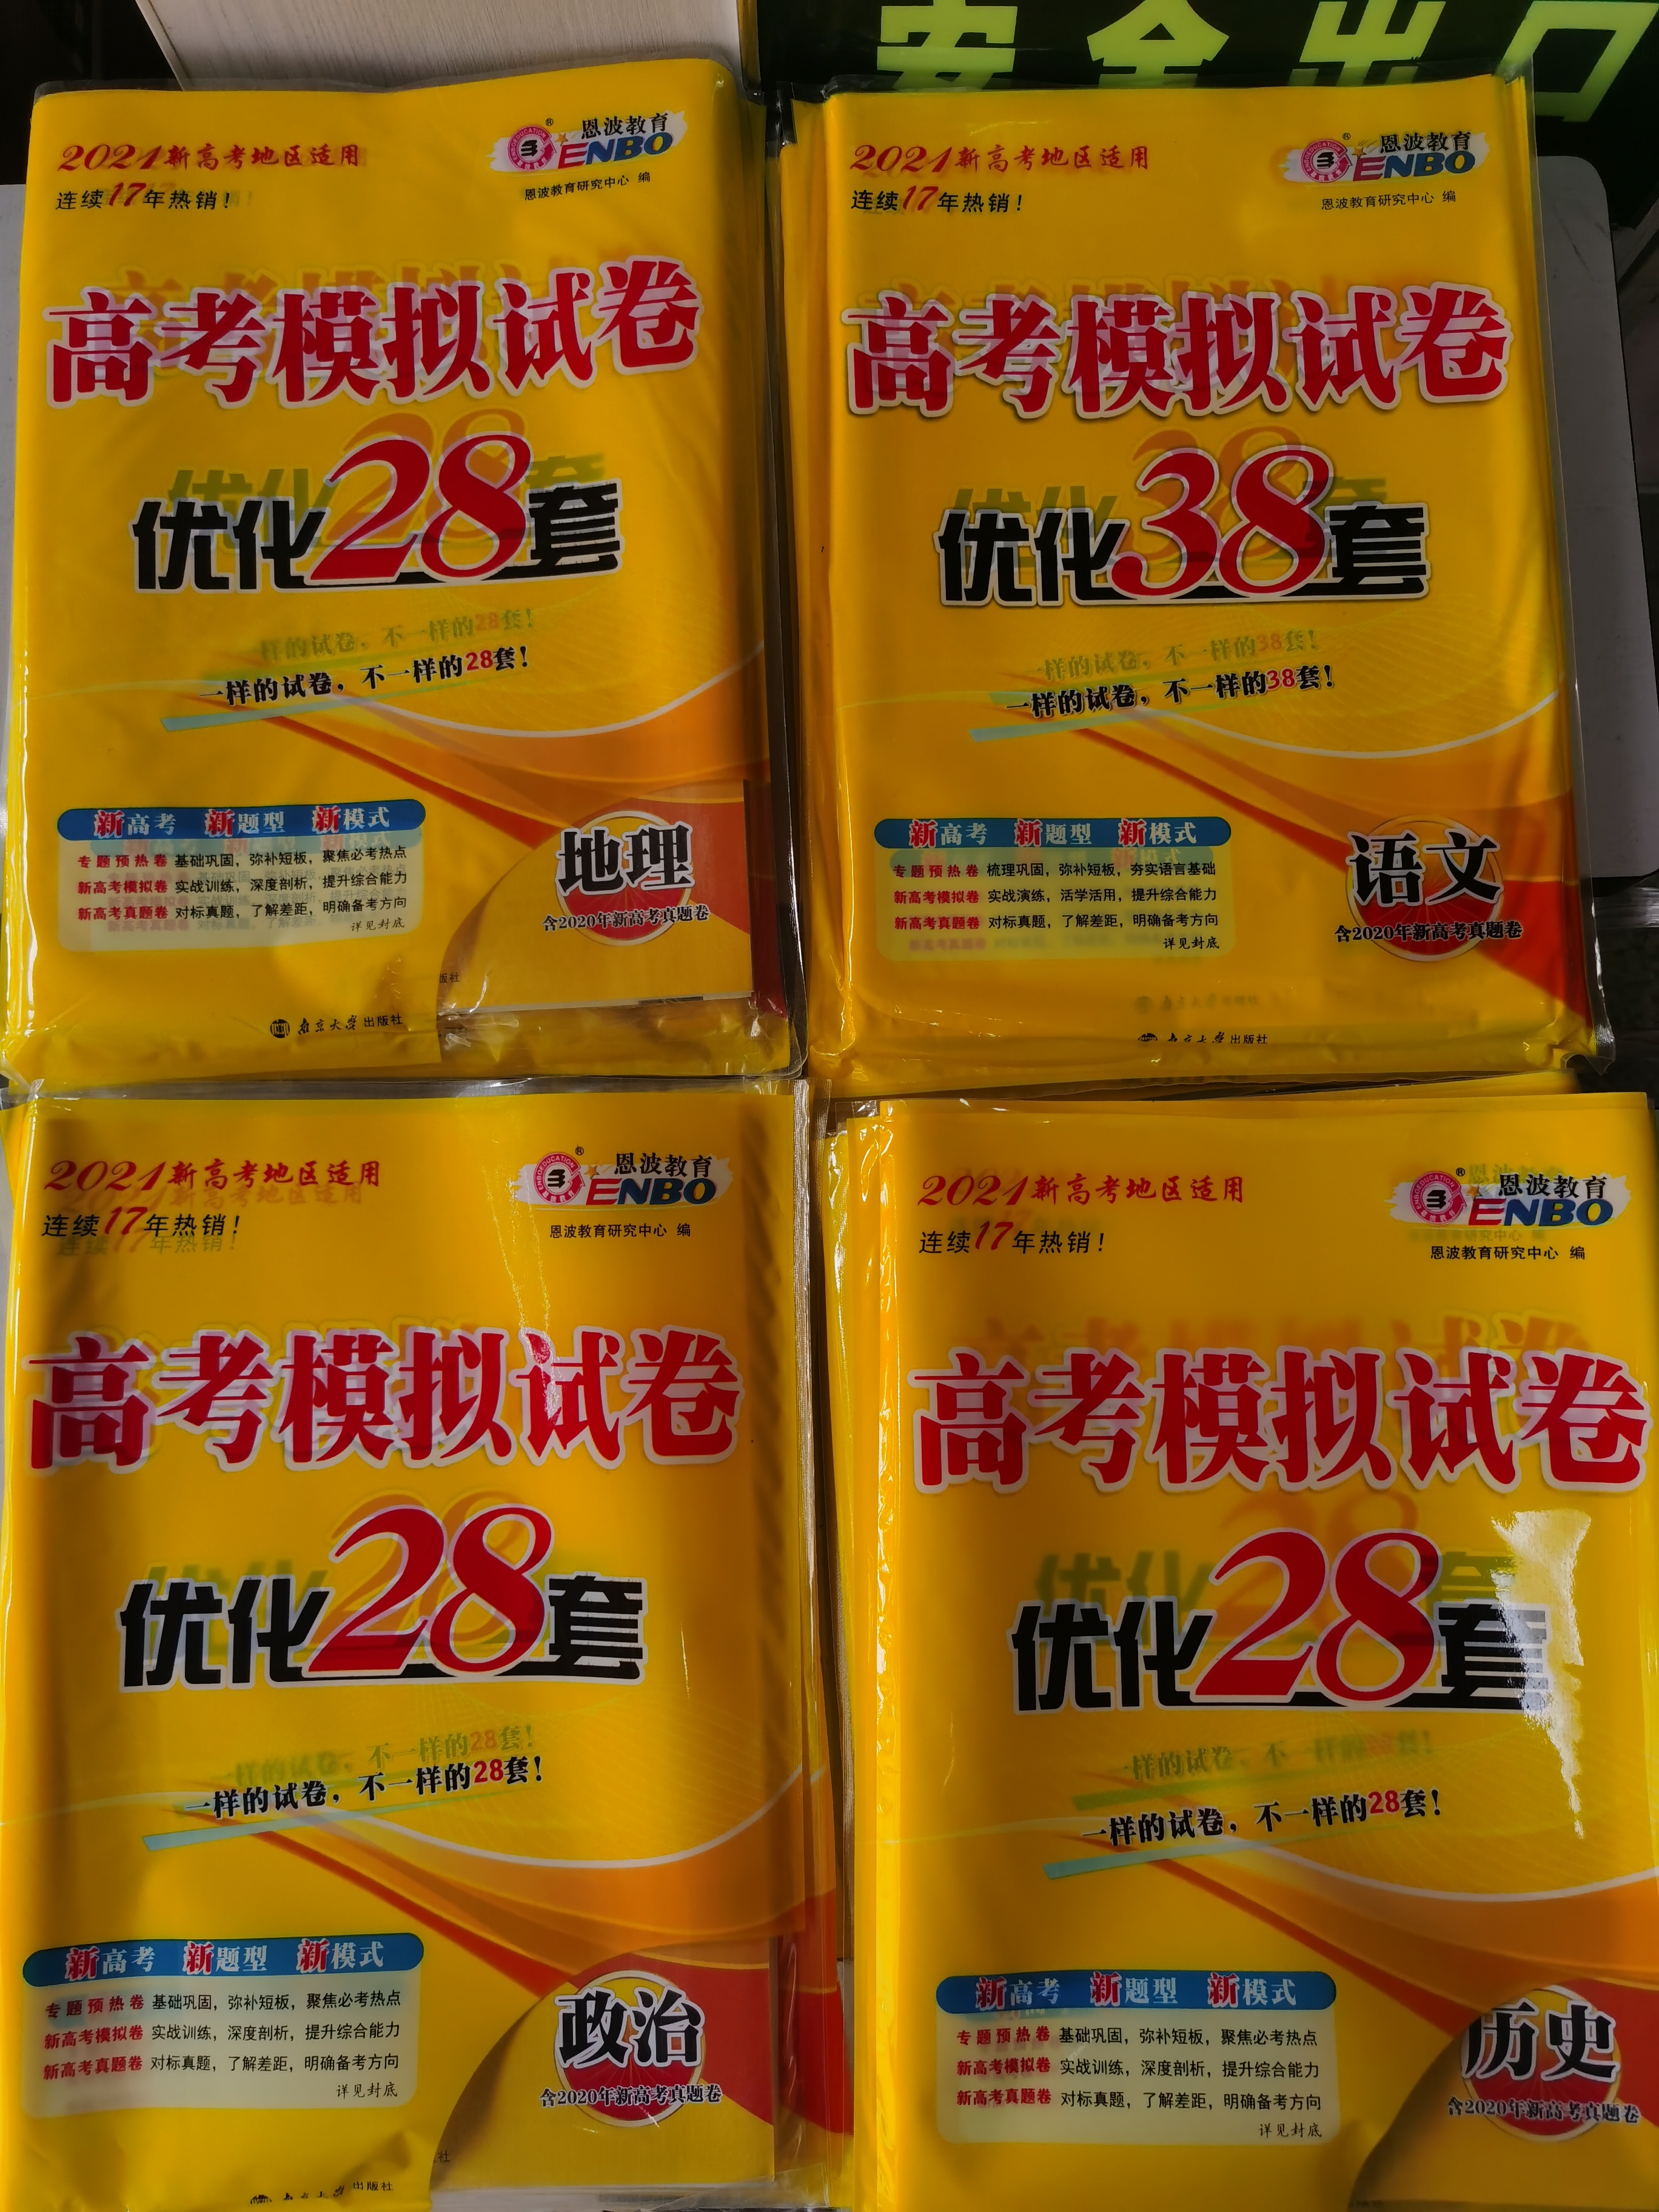 安全出口
2021新高考地区适用
连续17年热销!
恩波教育
ENBO
恩波教育研究中心 编
高考模拟试卷
优化28套
一样的试卷,不一样的28套!
新高考 新题型 新模式
专题预热卷 基础巩固,弥补短板,聚焦必考热点
新高考模拟卷 实战训练,深度剖析,提升综合能力
新高考真题卷 对标真题,了解差距,明确备考方向
详见封底
地理
含2020年新高考真题卷
南京大学出版社
2021新高考地区适用
连续17年热销!
恩波教育
ENBO
恩波教育研究中心 编
高考模拟试卷
优化38套
一样的试卷,不一样的38套!
新高考 新题型 新模式
专题预热卷 梳理巩固,弥补短板,夯实语言基础
新高考模拟卷 实战演练,活学活用,提升综合能力
新高考真题卷 对标真题,了解差距,明确备考方向
详见封底
语文
含2020年新高考真题卷
南京大学出版社
2021新高考地区适用
连续17年热销!
恩波教育
ENBO
恩波教育研究中心 编
高考模拟试卷
优化28套
一样的试卷,不一样的28套!
新高考 新题型 新模式
专题预热卷 基础巩固,弥补短板,聚焦必考热点
新高考模拟卷 实战训练,深度剖析,提升综合能力
新高考真题卷 对标真题,了解差距,明确备考方向
详见封底
政治
含2020年新高考真题卷
南京大学出版社
2021新高考地区适用
连续17年热销!
恩波教育
ENBO
恩波教育研究中心 编
高考模拟试卷
优化28套
一样的试卷,不一样的28套!
新高考 新题型 新模式
专题预热卷 基础巩固,弥补短板,聚焦必考热点
新高考模拟卷 实战训练,深度剖析,提升综合能力
新高考真题卷 对标真题,了解差距,明确备考方向
详见封底
历史
含2020年新高考真题卷